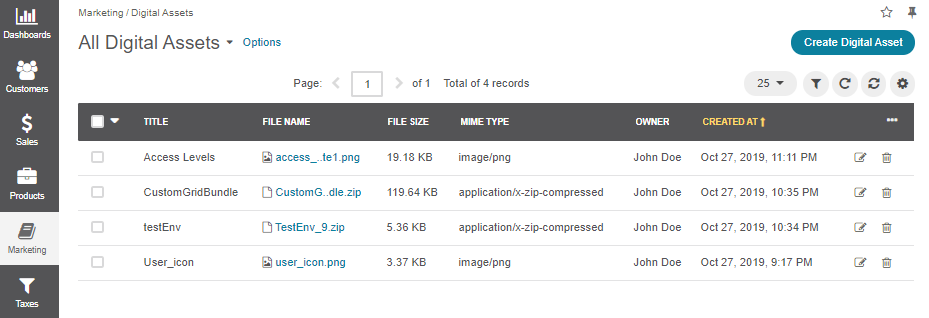 Dashboards
Customers
Sales
Products
Marketing
Taxes
Marketing / Digital Assets
All Digital Assets Options
Create Digital Asset
Page: 1 of 1 Total of 4 records 25
TITLE FILE NAME FILE SIZE MIME TYPE OWNER CREATED AT
Access Levels access_..te1.png 19.18 KB image/png John Doe Oct 27, 2019, 11:11 PM
CustomGridBundle CustomG..dle.zip 119.64 KB application/x-zip-compressed John Doe Oct 27, 2019, 10:35 PM
testEnv TestEnv_9.zip 5.36 KB application/x-zip-compressed John Doe Oct 27, 2019, 10:34 PM
User_icon user_icon.png 3.37 KB image/png John Doe Oct 27, 2019, 9:17 PM